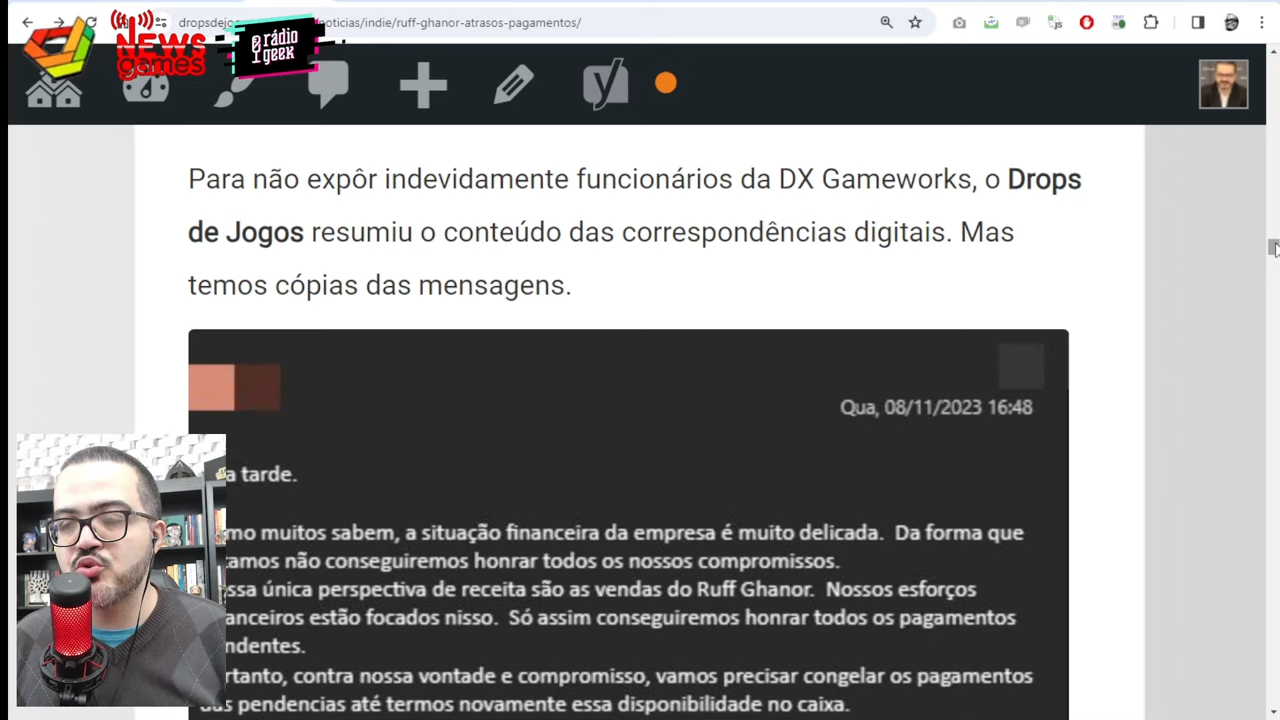 dropsdejo
noticias/indie/ruff-ghanor-atrasos-pagamentos/
NEWS
games
rádio
geek
Para não expôr indevidamente funcionários da DX Gameworks, o Drops
de Jogos resumiu o conteúdo das correspondências digitais. Mas
temos cópias das mensagens.
Qua, 08/11/2023 16:48
a tarde.
mo muitos sabem, a situação financeira da empresa é muito delicada. Da forma que
tamos não conseguiremos honrar todos os nossos compromissos.
ssa única perspectiva de receita são as vendas do Ruff Ghanor. Nossos esforços
anceiros estão focados nisso. Só assim conseguiremos honrar todos os pagamentos
ndentes.
rtanto, contra nossa vontade e compromisso, vamos precisar congelar os pagamentos
pendencias até termos novamente essa disponibilidade no caixa.